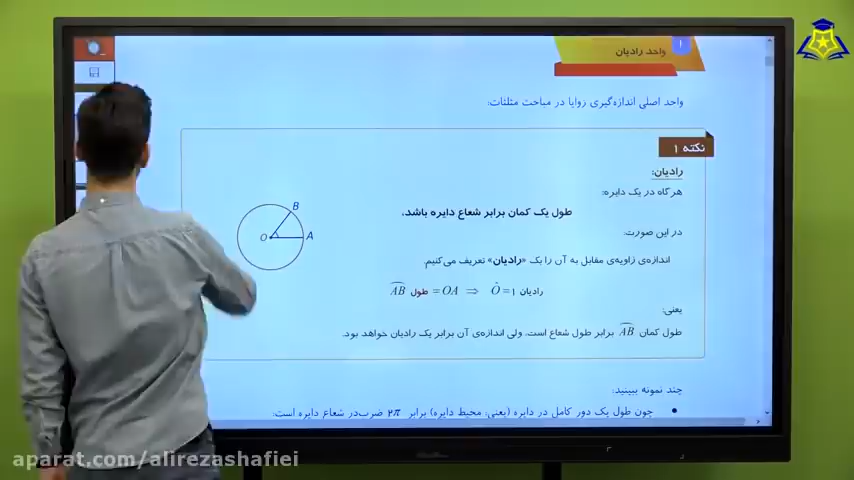 ۱
واحد رادیان
واحد اصلی اندازه‌گیری زوایا در مباحث مثلثات:
نکته ۱
رادیان:
هرگاه در یک دایره:
طول یک کمان برابر شعاع دایره باشد،
در این صورت:
اندازه‌ی زاویه‌ی مقابل به آن را یک «رادیان» تعریف می‌کنیم.
طول AB = OA ⇒ Ô = ۱ رادیان
یعنی:
طول کمان AB برابر طول شعاع است. ولی اندازه‌ی آن برابر یک رادیان خواهد بود.
B
O
A
چند نمونه ببینید:
• چون طول یک دور کامل در دایره (یعنی: محیط دایره) برابر ۲π ضرب‌در شعاع دایره است:
aparat.com/alirezashafiei